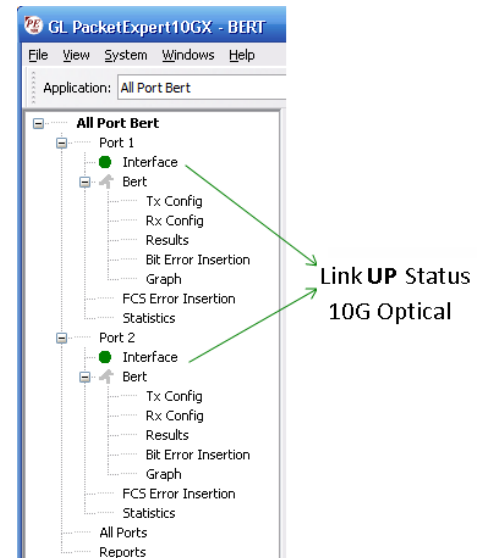 GL PacketExpert10GX - BERT
File View System Windows Help
Application: All Port Bert
All Port Bert
Port 1
Interface
Bert
Tx Config
Rx Config
Results
Bit Error Insertion
Graph
FCS Error Insertion
Statistics
Port 2
Interface
Bert
Tx Config
Rx Config
Results
Bit Error Insertion
Graph
FCS Error Insertion
Statistics
All Ports
Reports
Link UP Status
10G Optical